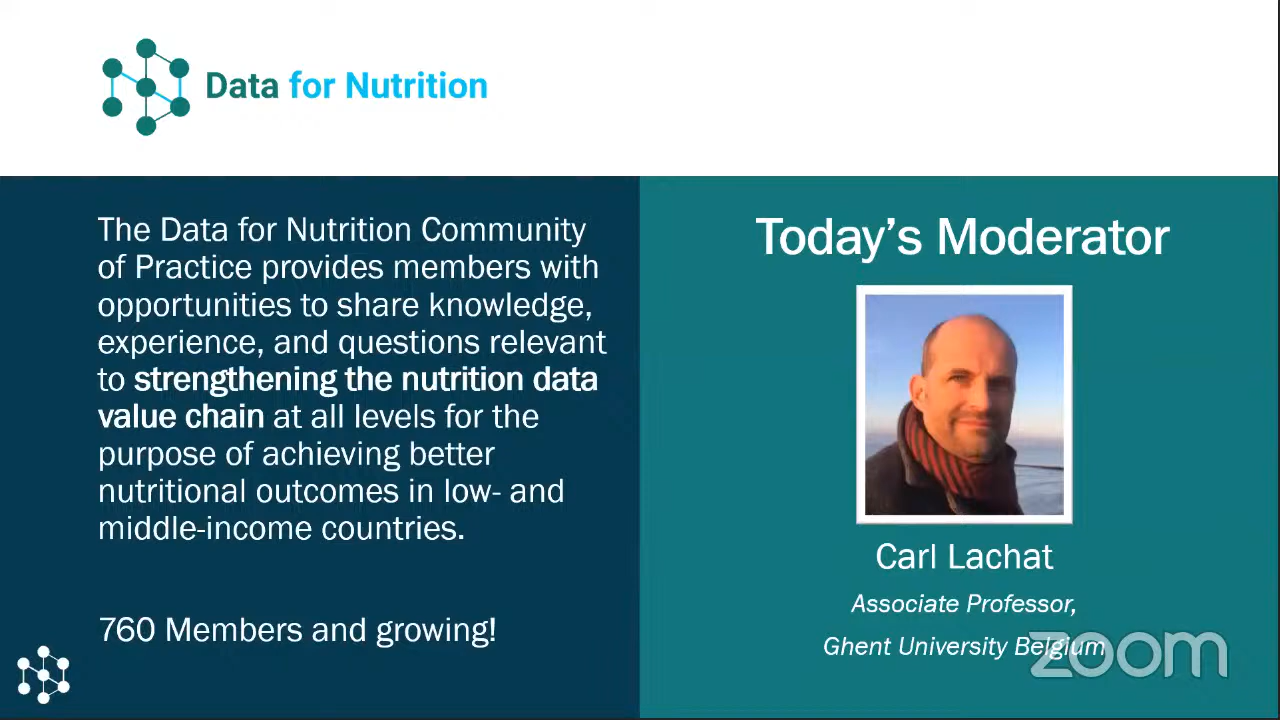 Data for Nutrition
The Data for Nutrition Community
of Practice provides members with
opportunities to share knowledge,
experience, and questions relevant
to strengthening the nutrition data
value chain at all levels for the
purpose of achieving better
nutritional outcomes in low- and
middle-income countries.
760 Members and growing!
Today's Moderator
Carl Lachat
Associate Professor,
Ghent University Belgium
zoom